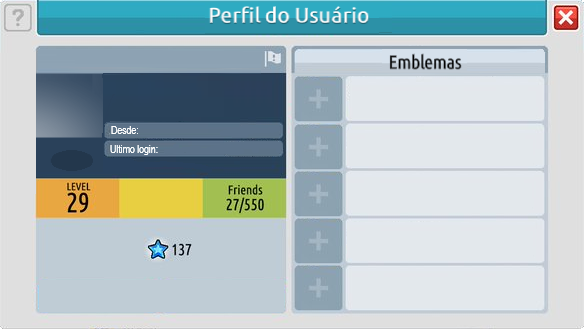 ?
Perfil do Usuário
Desde:
Ultimo login:
LEVEL
29
Friends
27/550
137
Emblemas